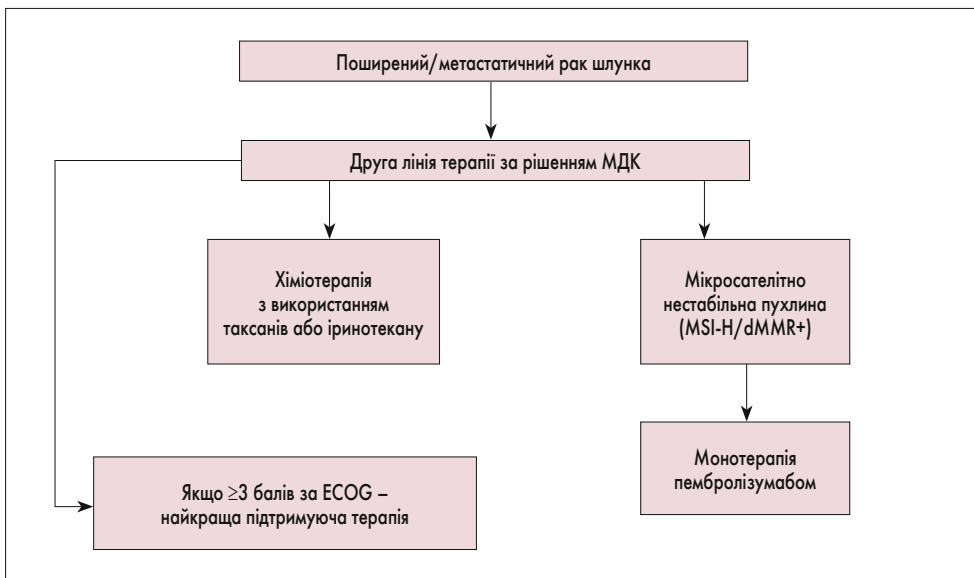 Поширений/метастатичний рак шлунка
Друга лінія терапії за рішенням МДК
Хіміотерапія
з використанням
таксанів або іринотекану
Мікросателітно
нестабільна пухлина
(MSI-H/dMMR+)
Монотерапія
пембролізумабом
Якщо ≥3 балів за ECOG –
найкраща підтримуюча терапія